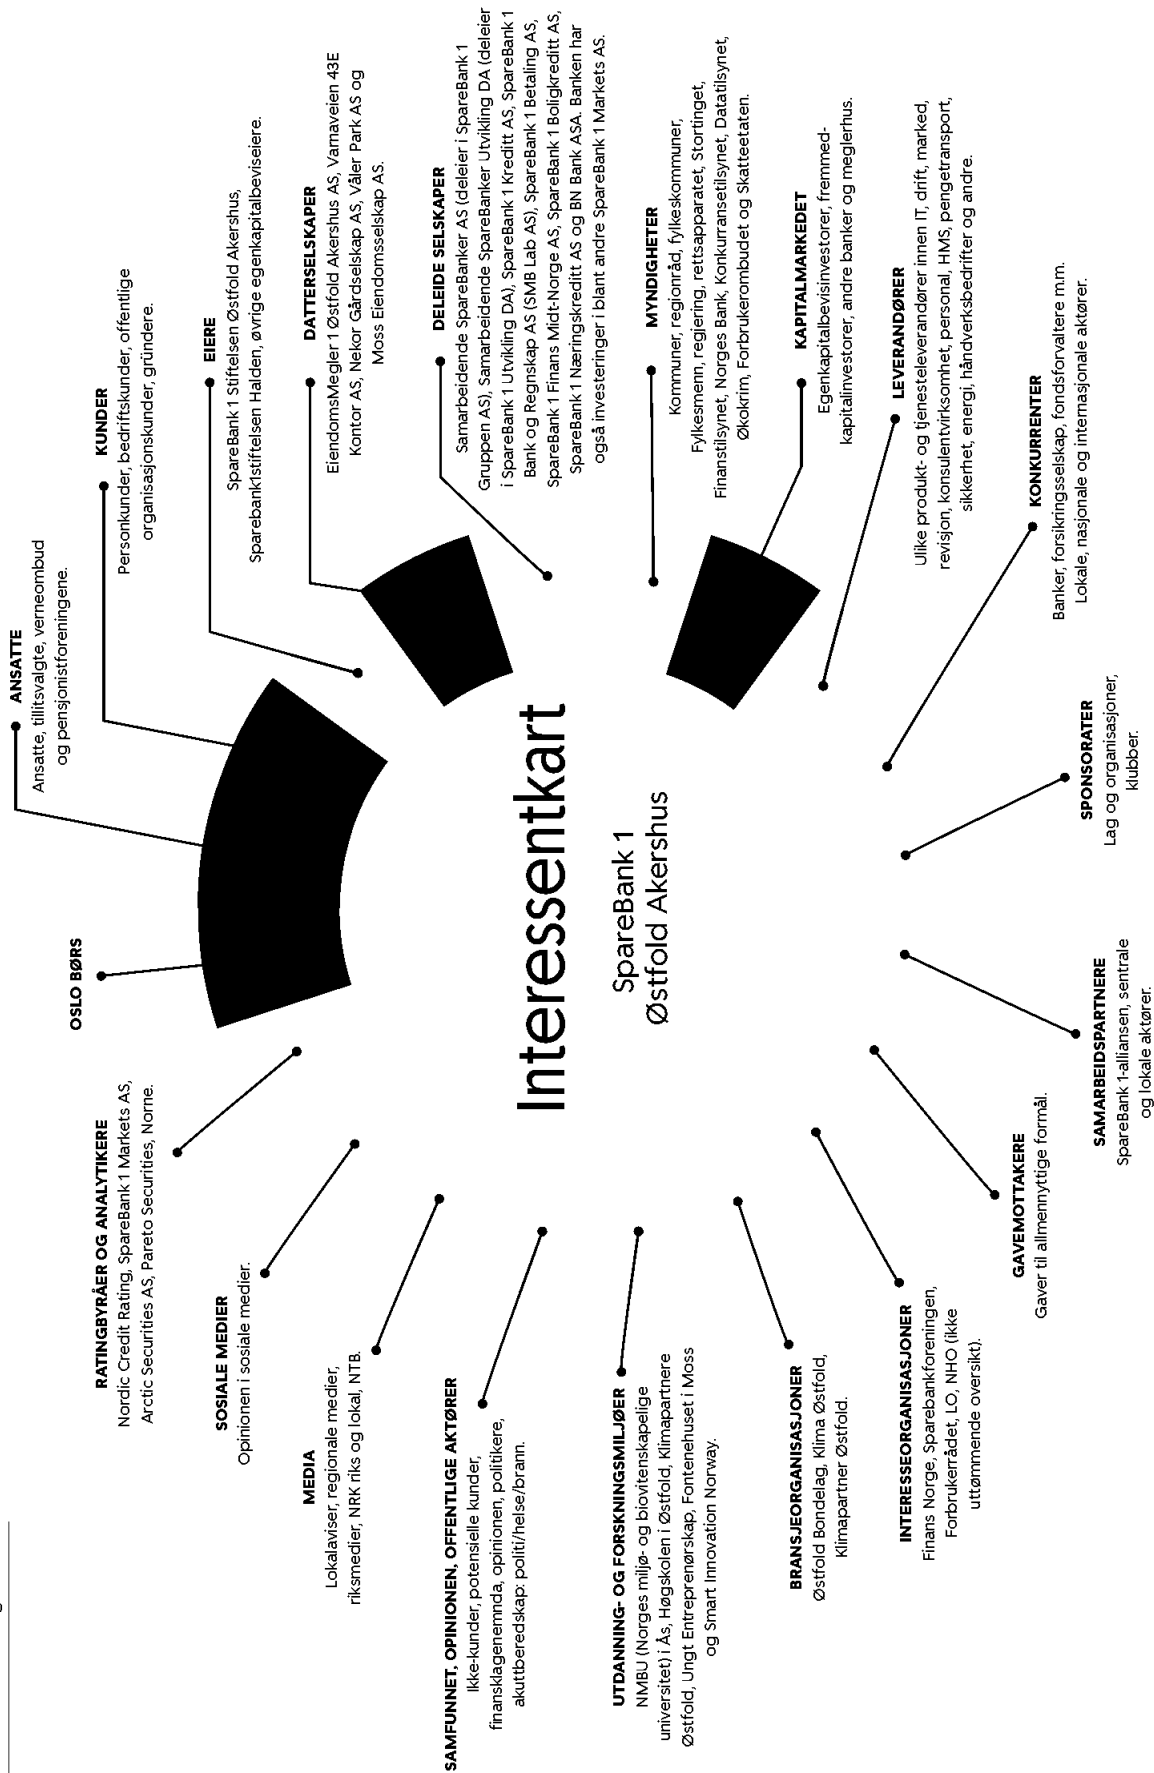 Interessentkart
SpareBank 1
Østfold Akershus
OSLO BØRS
ANSATTE
Ansatte, tillitsvalgte, verneombud
og pensjonistforeningene.
KUNDER
Personkunder, bedriftskunder, offentlige
organisasjonskunder, gründere.
EIERE
SpareBank 1 Stiftelsen Østfold Akershus,
Sparebank1stiftelsen Halden, øvrige egenkapitalbeviseiere.
DATTERSELSKAPER
EiendomsMegler 1 Østfold Akershus AS, Varnaveien 43E
Kontor AS, Nekor Gårdselskap AS, Våler Park AS og
Moss Eiendomsselskap AS.
DELEIDE SELSKAPER
Samarbeidende SpareBanker AS (deleier i SpareBank 1
Gruppen AS), Samarbeidende SpareBanker Utvikling DA (deleier
i SpareBank 1 Utvikling DA), SpareBank 1 Kreditt AS, SpareBank 1
Bank og Regnskap AS (SMB Lab AS), SpareBank 1 Betaling AS,
SpareBank 1 Finans Midt-Norge AS, SpareBank 1 Boligkreditt AS,
SpareBank 1 Næringskreditt AS og BN Bank ASA. Banken har
også investeringer i blant andre SpareBank 1 Markets AS.
MYNDIGHETER
Kommuner, regionråd, fylkeskommuner,
Fylkesmenn, regjering, rettsapparatet, Stortinget,
Finanstilsynet, Norges Bank, Konkurransetilsynet, Datatilsynet,
Økokrim, Forbrukerombudet og Skatteetaten.
KAPITALMARKEDET
Egenkapitalbevisinvestorer, fremmed-
kapitalinvestorer, andre banker og meglerhus.
LEVERANDØRER
Ulike produkt- og tjenesteleverandører innen IT, drift, marked,
revisjon, konsulentvirksomhet, personal, HMS, pengetransport,
sikkerhet, energi, håndverksbedrifter og andre.
KONKURRENTER
Banker, forsikringsselskap, fondsforvaltere m.m.
Lokale, nasjonale og internasjonale aktører.
SPONSORATER
Lag og organisasjoner,
klubber.
SAMARBEIDSPARTNERE
SpareBank 1-alliansen, sentrale
og lokale aktører.
GAVEMOTTAKERE
Gaver til allmennyttige formål.
INTERESSEORGANISASJONER
Finans Norge, Sparebankforeningen,
Forbrukerrådet, LO, NHO (ikke
uttømmende oversikt).
BRANSJEORGANISASJONER
Østfold Bondelag, Klima Østfold,
Klimapartner Østfold.
UTDANNING- OG FORSKNINGSMILJØER
NMBU (Norges miljø- og biovitenskapelige
universitet) i Ås, Høgskolen i Østfold, Klimapartnere
Østfold, Ungt Entreprenørskap, Fontenehuset i Moss
og Smart Innovation Norway.
SAMFUNNET, OPINIONEN, OFFENTLIGE AKTØRER
Ikke-kunder, potensielle kunder,
finansklagenemnda, opinionen, politikere,
akuttberedskap: politi/helse/brann.
MEDIA
Lokalaviser, regionale medier,
riksmedier, NRK riks og lokal, NTB.
SOSIALE MEDIER
Opinionen i sosiale medier.
RATINGBYRÅER OG ANALYTIKERE
Nordic Credit Rating, SpareBank 1 Markets AS,
Arctic Securities AS, Pareto Securities, Norne.